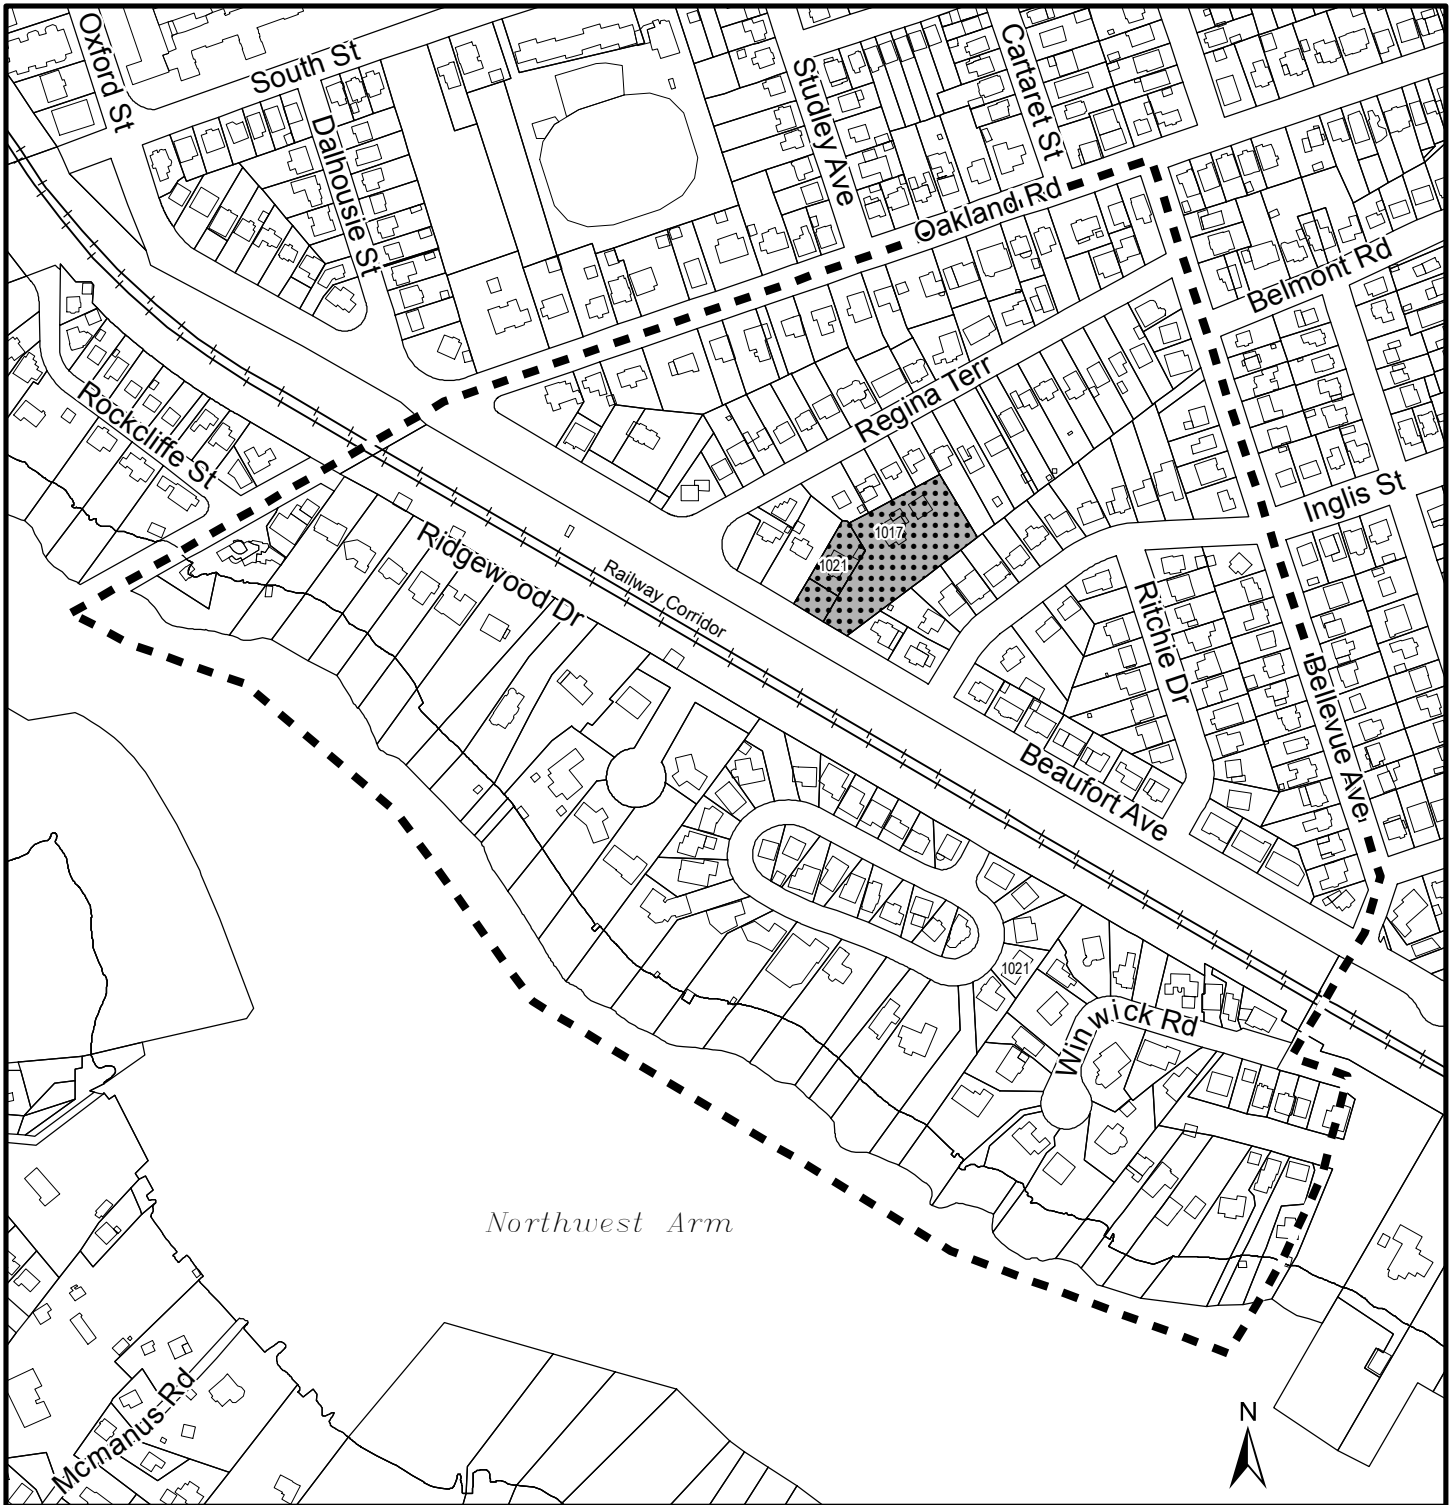 Oxford St
South St
Dalhousie St
Studley Ave
Cartaret St
Oakland Rd
Belmont Rd
Rockcliffe St
Regina Terr
Inglis St
1017
1021
Ridgewood Dr
Railway Corridor
Ritchie Dr
Bellevue Ave
Beaufort Ave
1021
Winwick Rd
Northwest Arm
Mcmanus Rd
N